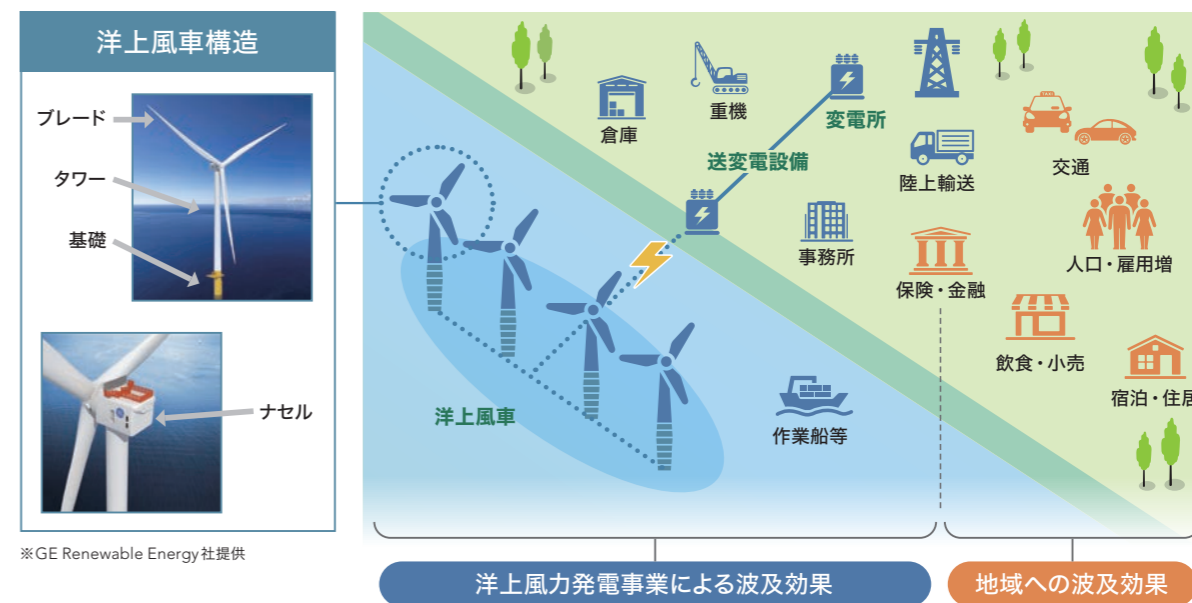 洋上風車構造
ブレード
タワー
基礎
ナセル
※GE Renewable Energy社提供
倉庫
重機
変電所
送変電設備
陸上輸送
交通
事務所
保険・金融
人口・雇用増
飲食・小売
宿泊・住居
洋上風車
作業船等
洋上風力発電事業による波及効果
地域への波及効果